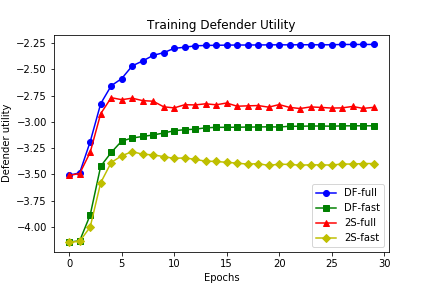 Training Defender Utility
Defender utility
−2.25
−2.50
−2.75
−3.00
−3.25
−3.50
−3.75
−4.00
0 5 10 15 20 25 30
Epochs
DF-full
DF-fast
2S-full
2S-fast